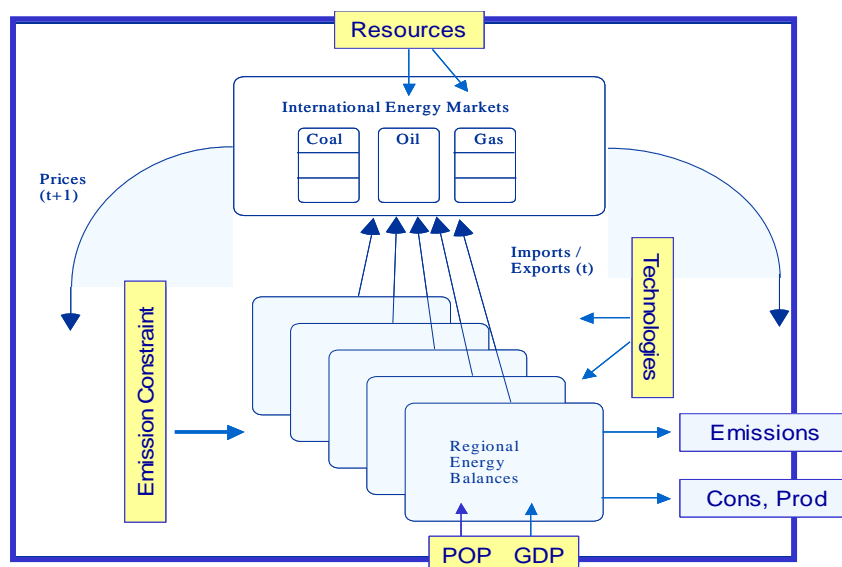 Resources
International Energy Markets
Coal
Oil
Gas
Prices
(t+1)
Imports /
Exports (t)
Technologies
Emission Constraint
Regional
Energy
Balances
Emissions
Cons, Prod
POP GDP